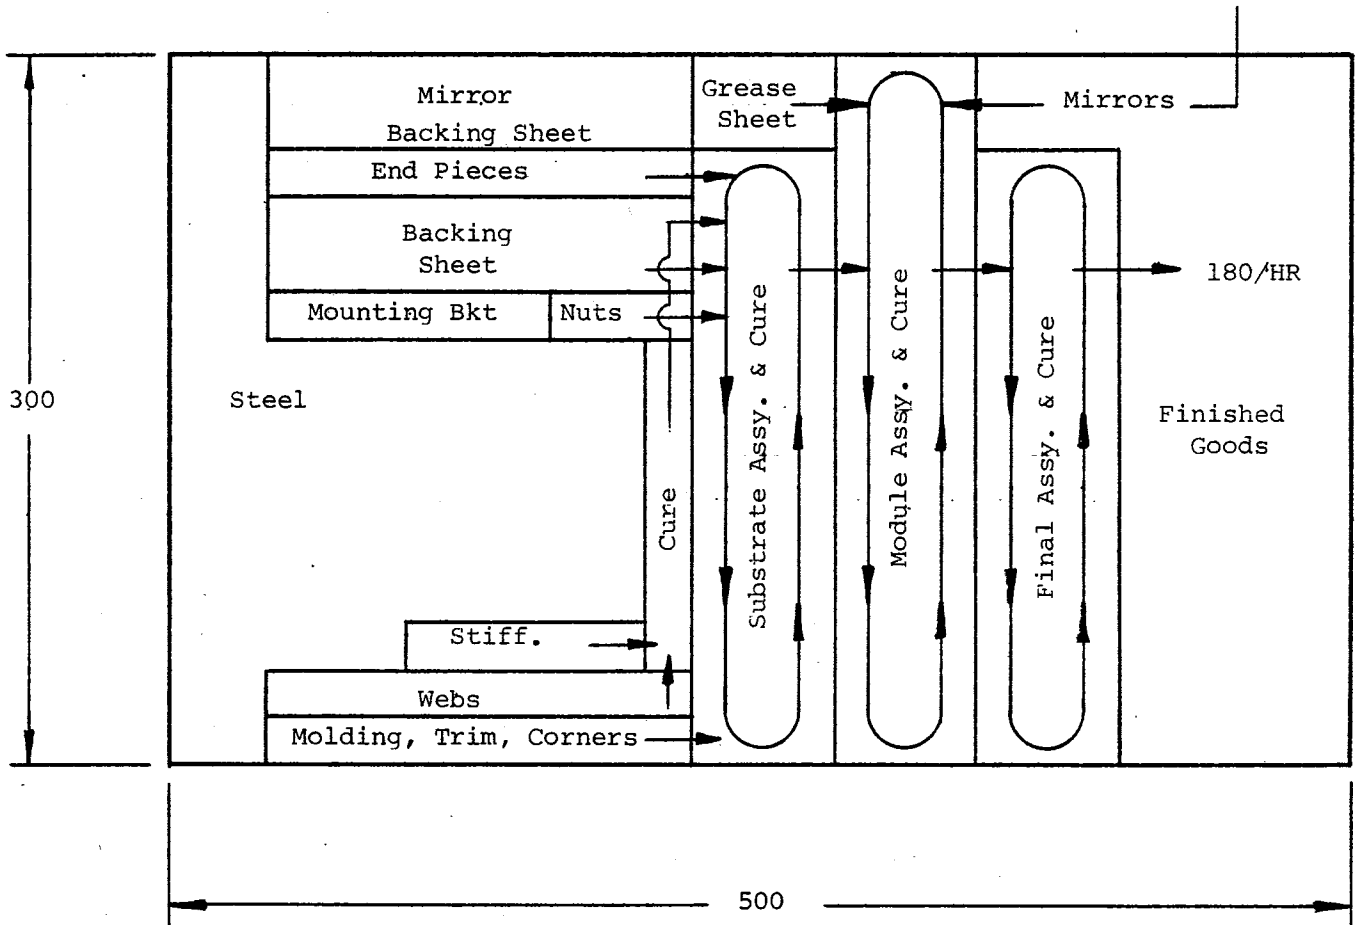 Mirror
Backing Sheet
Grease
Sheet
Mirrors
End Pieces
Backing
Sheet
180/HR
Mounting Bkt
Nuts
300
Steel
Finished
Goods
Cure
Substrate Assy. & Cure
Module Assy. & Cure
Final Assy. & Cure
Stiff.
Webs
Molding, Trim, Corners
500